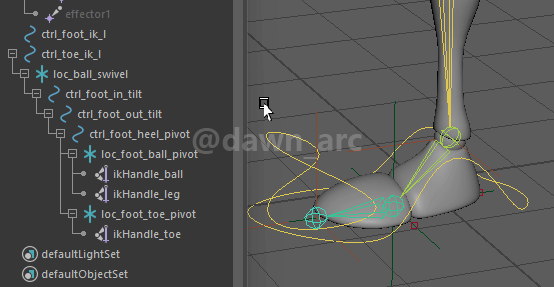 effector1
ctrl_foot_ik_l
ctrl_toe_ik_l
loc_ball_swivel
ctrl_foot_in_tilt
ctrl_foot_out_tilt
ctrl_foot_heel_pivot
loc_foot_ball_pivot
ikHandle_ball
ikHandle_leg
loc_foot_toe_pivot
ikHandle_toe
defaultLightSet
defaultObjectSet
@dawn_arc